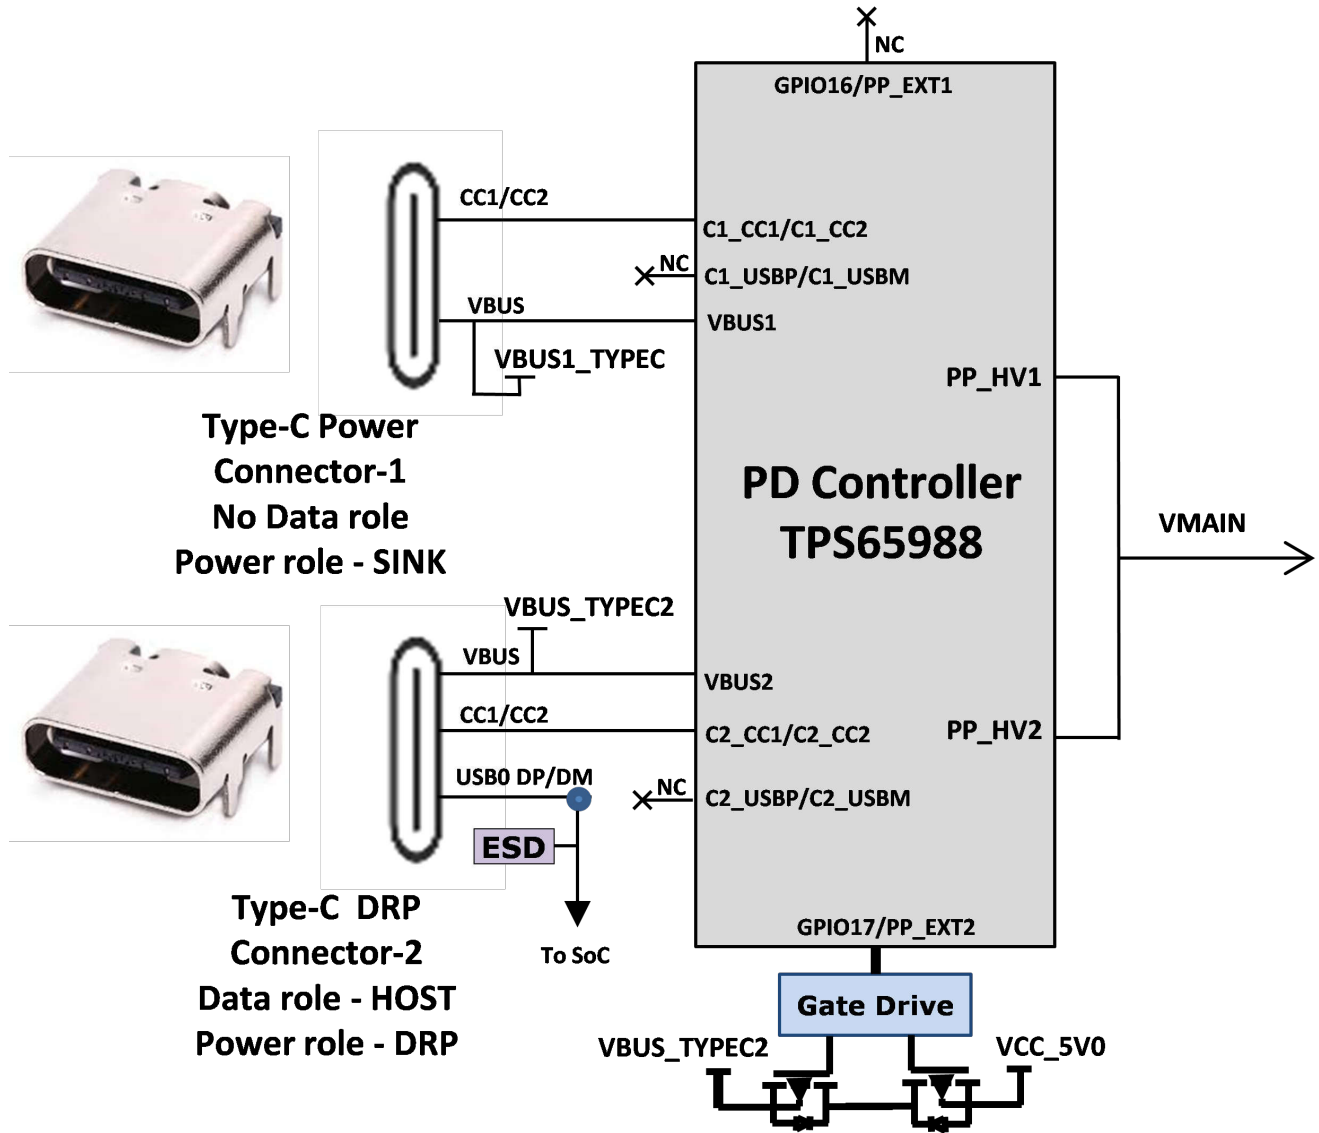 NC
GPIO16/PP_EXT1
CC1/CC2
C1_CC1/C1_CC2
NC
C1_USBP/C1_USBM
VBUS
VBUS1
VBUS1_TYPEC
PP_HV1
Type-C Power
Connector-1
No Data role
Power role - SINK
PD Controller
TPS65988
VMAIN
VBUS_TYPEC2
VBUS
VBUS2
CC1/CC2
C2_CC1/C2_CC2
PP_HV2
USB0 DP/DM
NC
C2_USBP/C2_USBM
ESD
To SoC
Type-C  DRP
Connector-2
Data role - HOST
Power role - DRP
GPIO17/PP_EXT2
Gate Drive
VBUS_TYPEC2
VCC_5V0